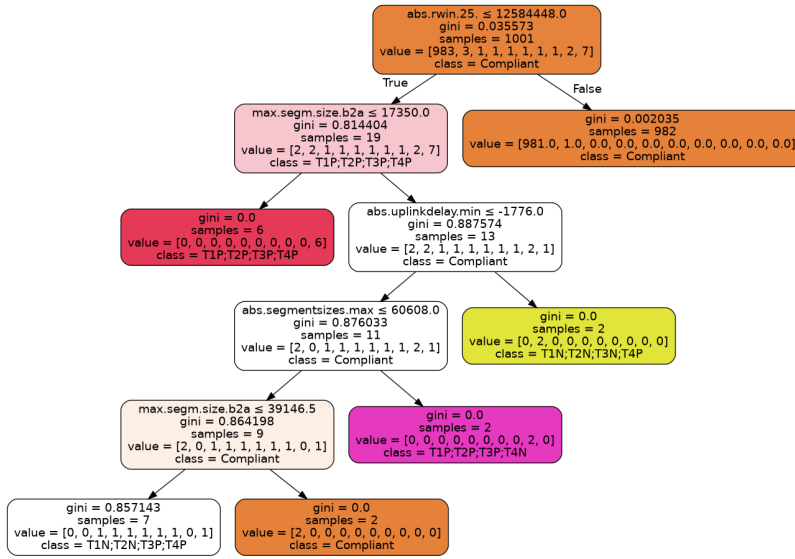 abs.rwin.25. ≤ 12584448.0
gini = 0.035573
samples = 1001
value = [983, 3, 1, 1, 1, 1, 1, 1, 2, 7]
class = Compliant
True
False
max.segm.size.b2a ≤ 17350.0
gini = 0.814404
samples = 19
value = [2, 2, 1, 1, 1, 1, 1, 1, 2, 7]
class = T1P;T2P;T3P;T4P
gini = 0.002035
samples = 982
value = [981.0, 1.0, 0.0, 0.0, 0.0, 0.0, 0.0, 0.0, 0.0, 0.0]
class = Compliant
gini = 0.0
samples = 6
value = [0, 0, 0, 0, 0, 0, 0, 0, 0, 6]
class = T1P;T2P;T3P;T4P
abs.uplinkdelay.min ≤ -1776.0
gini = 0.887574
samples = 13
value = [2, 2, 1, 1, 1, 1, 1, 1, 2, 1]
class = Compliant
abs.segmentsizes.max ≤ 60608.0
gini = 0.876033
samples = 11
value = [2, 0, 1, 1, 1, 1, 1, 1, 2, 1]
class = Compliant
gini = 0.0
samples = 2
value = [0, 2, 0, 0, 0, 0, 0, 0, 0, 0]
class = T1N;T2N;T3N;T4P
max.segm.size.b2a ≤ 39146.5
gini = 0.864198
samples = 9
value = [2, 0, 1, 1, 1, 1, 1, 1, 0, 1]
class = Compliant
gini = 0.0
samples = 2
value = [0, 0, 0, 0, 0, 0, 0, 0, 2, 0]
class = T1P;T2P;T3P;T4N
gini = 0.857143
samples = 7
value = [0, 0, 1, 1, 1, 1, 1, 1, 0, 1]
class = T1N;T2N;T3P;T4P
gini = 0.0
samples = 2
value = [2, 0, 0, 0, 0, 0, 0, 0, 0, 0]
class = Compliant